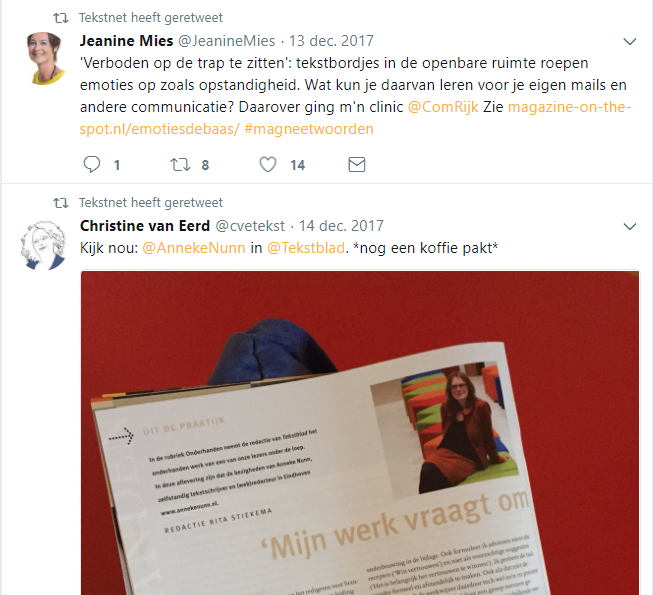 Tekstnet heeft geretweet
Jeanine Mies @JeanineMies · 13 dec. 2017
'Verboden op de trap te zitten': tekstbordjes in de openbare ruimte roepen
emoties op zoals opstandigheid. Wat kun je daarvan leren voor je eigen mails en
andere communicatie? Daarover ging m'n clinic @ComRijk Zie magazine-on-the-
spot.nl/emotiesdebaas/ #magneetwoorden
1 8 14
Tekstnet heeft geretweet
Christine van Eerd @cvetekst · 14 dec. 2017
Kijk nou: @AnnekeNunn in @Tekstblad. *nog een koffie pakt*
UIT DE PRAKTIJK
In de rubriek Onderhanden neemt de redactie van Tekstblad het
onderhanden werk van een van onze lezers onder de loep.
In deze aflevering zijn dat de bezigheden van Anneke Nunn,
zelfstandig tekstschrijver en (web)redacteur in Eindhoven
www.annekenunn.nl.
REDACTIE RITA STIEKEMA
'Mijn werk vraagt om